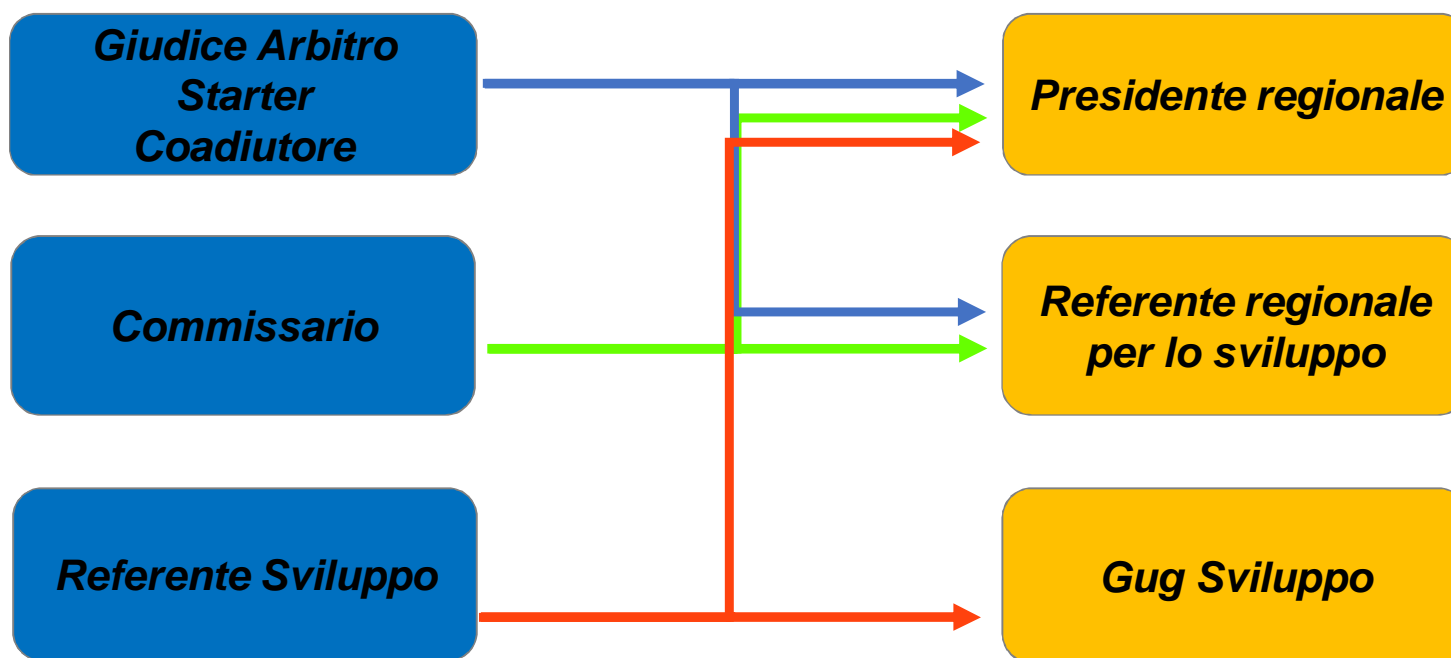 Giudice Arbitro
Starter
Coadiutore
Presidente regionale
Commissario
Referente regionale
per lo sviluppo
Referente Sviluppo
Gug Sviluppo